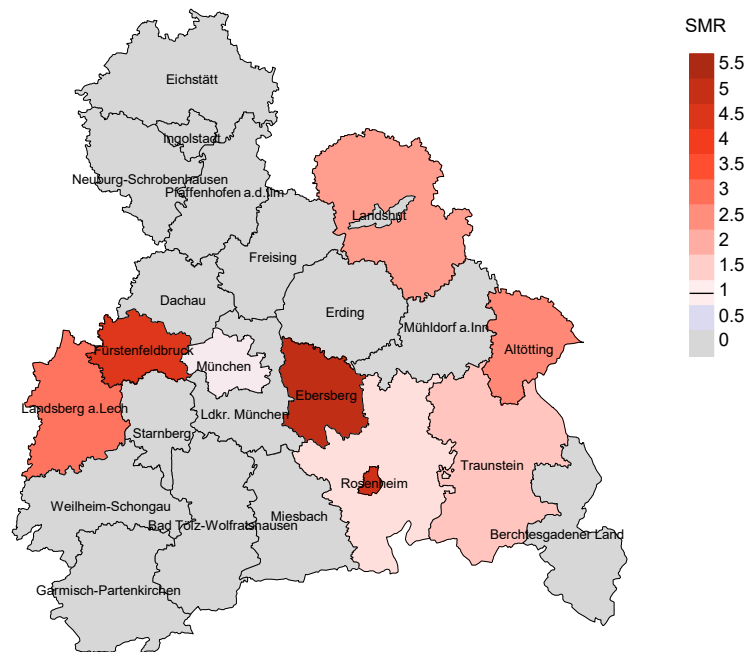 SMR
5.5
5
4.5
4
3.5
3
2.5
2
1.5
1
0.5
0
Eichstätt
Ingolstadt
Neuburg-Schrobenhausen
Pfaffenhofen a.d.Ilm
Landshut
Freising
Dachau
Erding
Mühldorf a.Inn
Fürstenfeldbruck
München
Altötting
Ebersberg
Landsberg a.Lech
Ldkr. München
Starnberg
Traunstein
Rosenheim
Weilheim-Schongau
Miesbach
Bad Tölz-Wolfratshausen
Berchtesgadener Land
Garmisch-Partenkirchen